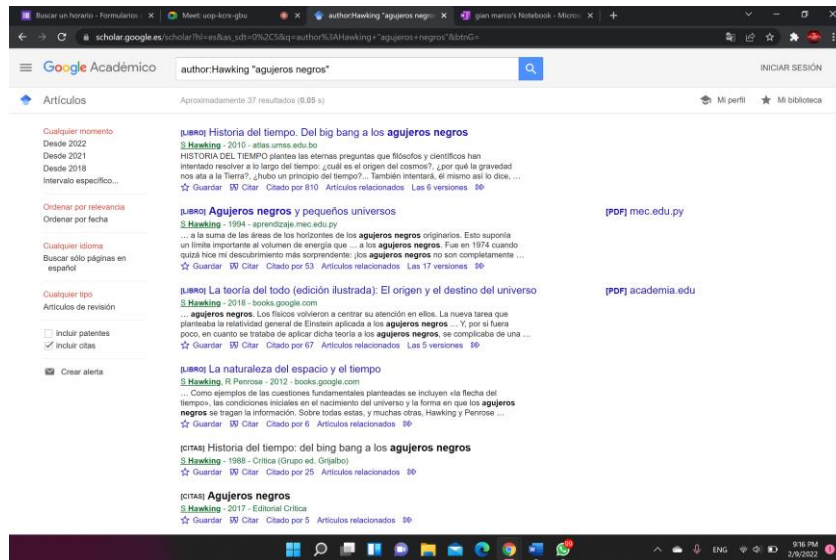 Buscar un horario - Formularios
Meet: uop-kcrx-gbu
author:Hawking "agujeros negro
gian marco's Notebook - Micros
scholar.google.es/scholar?hl=es&as_sdt=0%2C5&q=author%3AHawking+"agujeros+negros"&btnG=
Google Académico
author:Hawking "agujeros negros"
INICIAR SESIÓN
Artículos
Aproximadamente 37 resultados (0.05 s)
Mi perfil
Mi biblioteca
Cualquier momento
Desde 2022
Desde 2021
Desde 2018
Intervalo específico...
Ordenar por relevancia
Ordenar por fecha
Cualquier idioma
Buscar sólo páginas en
español
Cualquier tipo
Artículos de revisión
incluir patentes
incluir citas
Crear alerta
[LIBRO] Historia del tiempo. Del big bang a los agujeros negros
S Hawking - 2010 - atlas.umss.edu.bo
HISTORIA DEL TIEMPO plantea las eternas preguntas que filósofos y científicos han
intentado resolver a lo largo del tiempo: ¿cuál es el origen del cosmos?, ¿por qué la gravedad
nos ata a la Tierra?, ¿hubo un principio del tiempo?... También intentará, él mismo así lo dice, …
Guardar Citar Citado por 810 Artículos relacionados Las 6 versiones
[LIBRO] Agujeros negros y pequeños universos
[PDF] mec.edu.py
S Hawking - 1994 - aprendizaje.mec.edu.py
… a la suma de las áreas de los horizontes de los agujeros negros originarios. Esto suponía
un límite importante al volumen de energía que … a los agujeros negros. Fue en 1974 cuando
quizá hice mi descubrimiento más sorprendente: ¡los agujeros negros no son completamente …
Guardar Citar Citado por 53 Artículos relacionados Las 17 versiones
[LIBRO] La teoría del todo (edición ilustrada): El origen y el destino del universo
[PDF] academia.edu
S Hawking - 2018 - books.google.com
… agujeros negros. Los físicos volvieron a centrar su atención en ellos. La nueva tarea que
planteaba la relatividad general de Einstein aplicada a los agujeros negros … Y, por si fuera
poco, en cuanto se trataba de aplicar dicha teoría a los agujeros negros, se complicaba de una …
Guardar Citar Citado por 67 Artículos relacionados Las 5 versiones
[LIBRO] La naturaleza del espacio y el tiempo
S Hawking, R Penrose - 2012 - books.google.com
… Como ejemplos de las cuestiones fundamentales planteadas se incluyen «la flecha del
tiempo», las condiciones iniciales en el nacimiento del universo y la forma en que los agujeros
negros se tragan la información. Sobre todas estas, y muchas otras, Hawking y Penrose …
Guardar Citar Citado por 6 Artículos relacionados
[CITAS] Historia del tiempo: del bing bang a los agujeros negros
S Hawking - 1988 - Crítica (Grupo ed. Grijalbo)
Guardar Citar Citado por 25 Artículos relacionados
[CITAS] Agujeros negros
S Hawking - 2017 - Editorial Crítica
Guardar Citar Citado por 5 Artículos relacionados
ENG
9:16 PM
2/9/2022